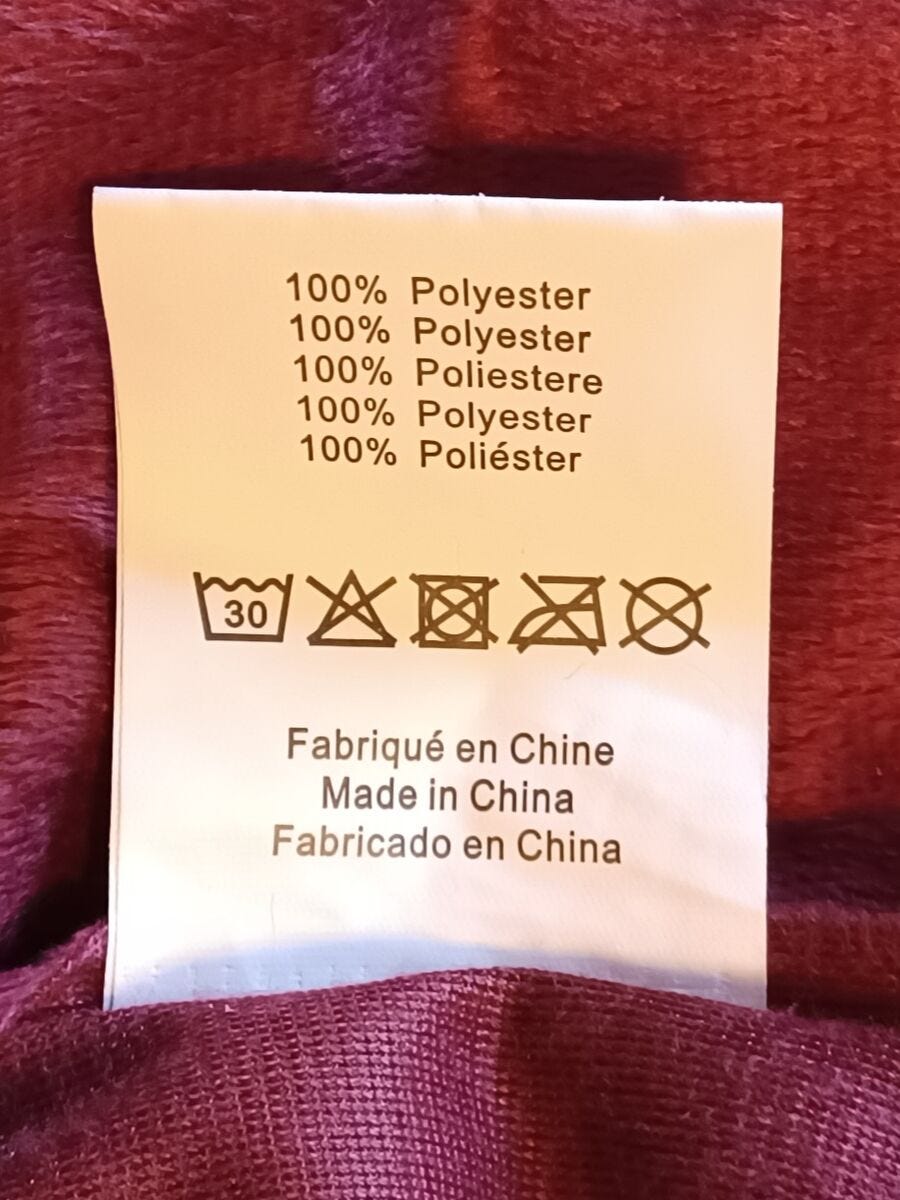 100% Polyester
100% Polyester
100% Poliestere
100% Polyester
100% Poliéster
30
Fabriqué en Chine
Made in China
Fabricado en China